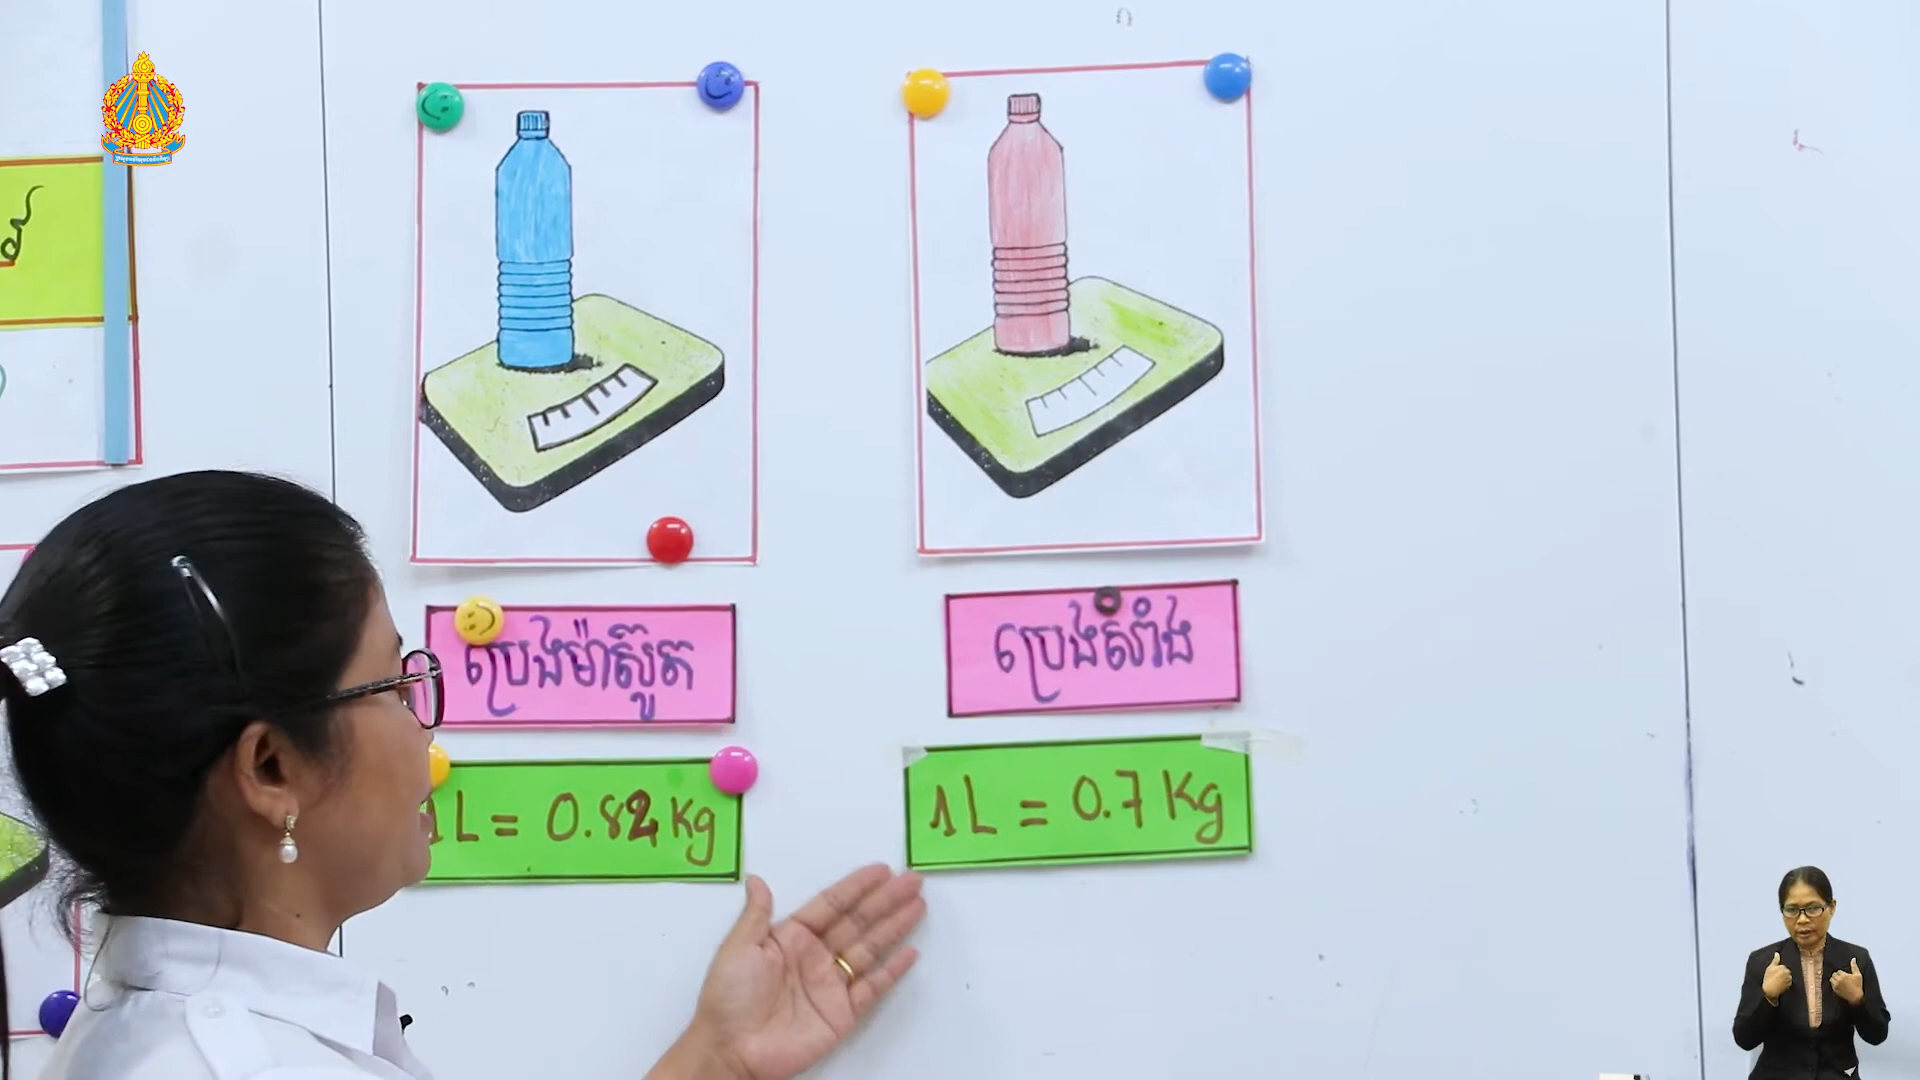 ប្រេងម៉ាស៊ូត
ប្រេងសាំង
1L = 0.82 Kg
1L = 0.7 Kg